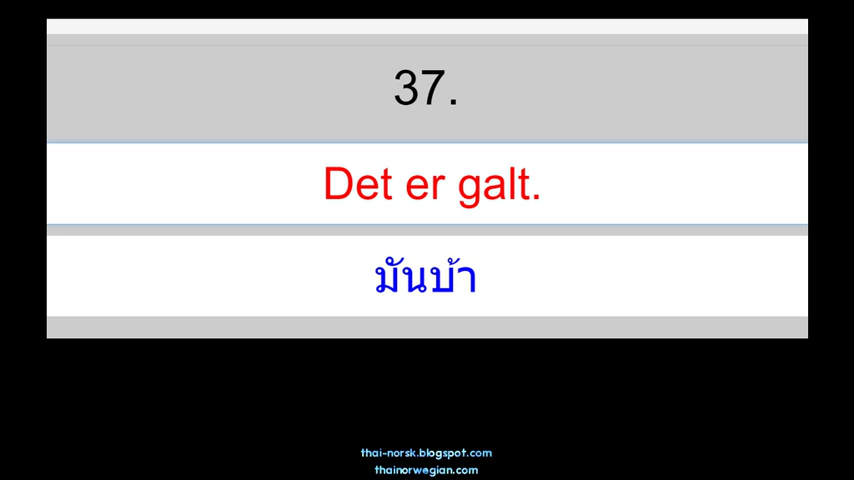 37.
Det er galt.
มันบ้า
thai-norsk.blogspot.com
thainorwegian.com